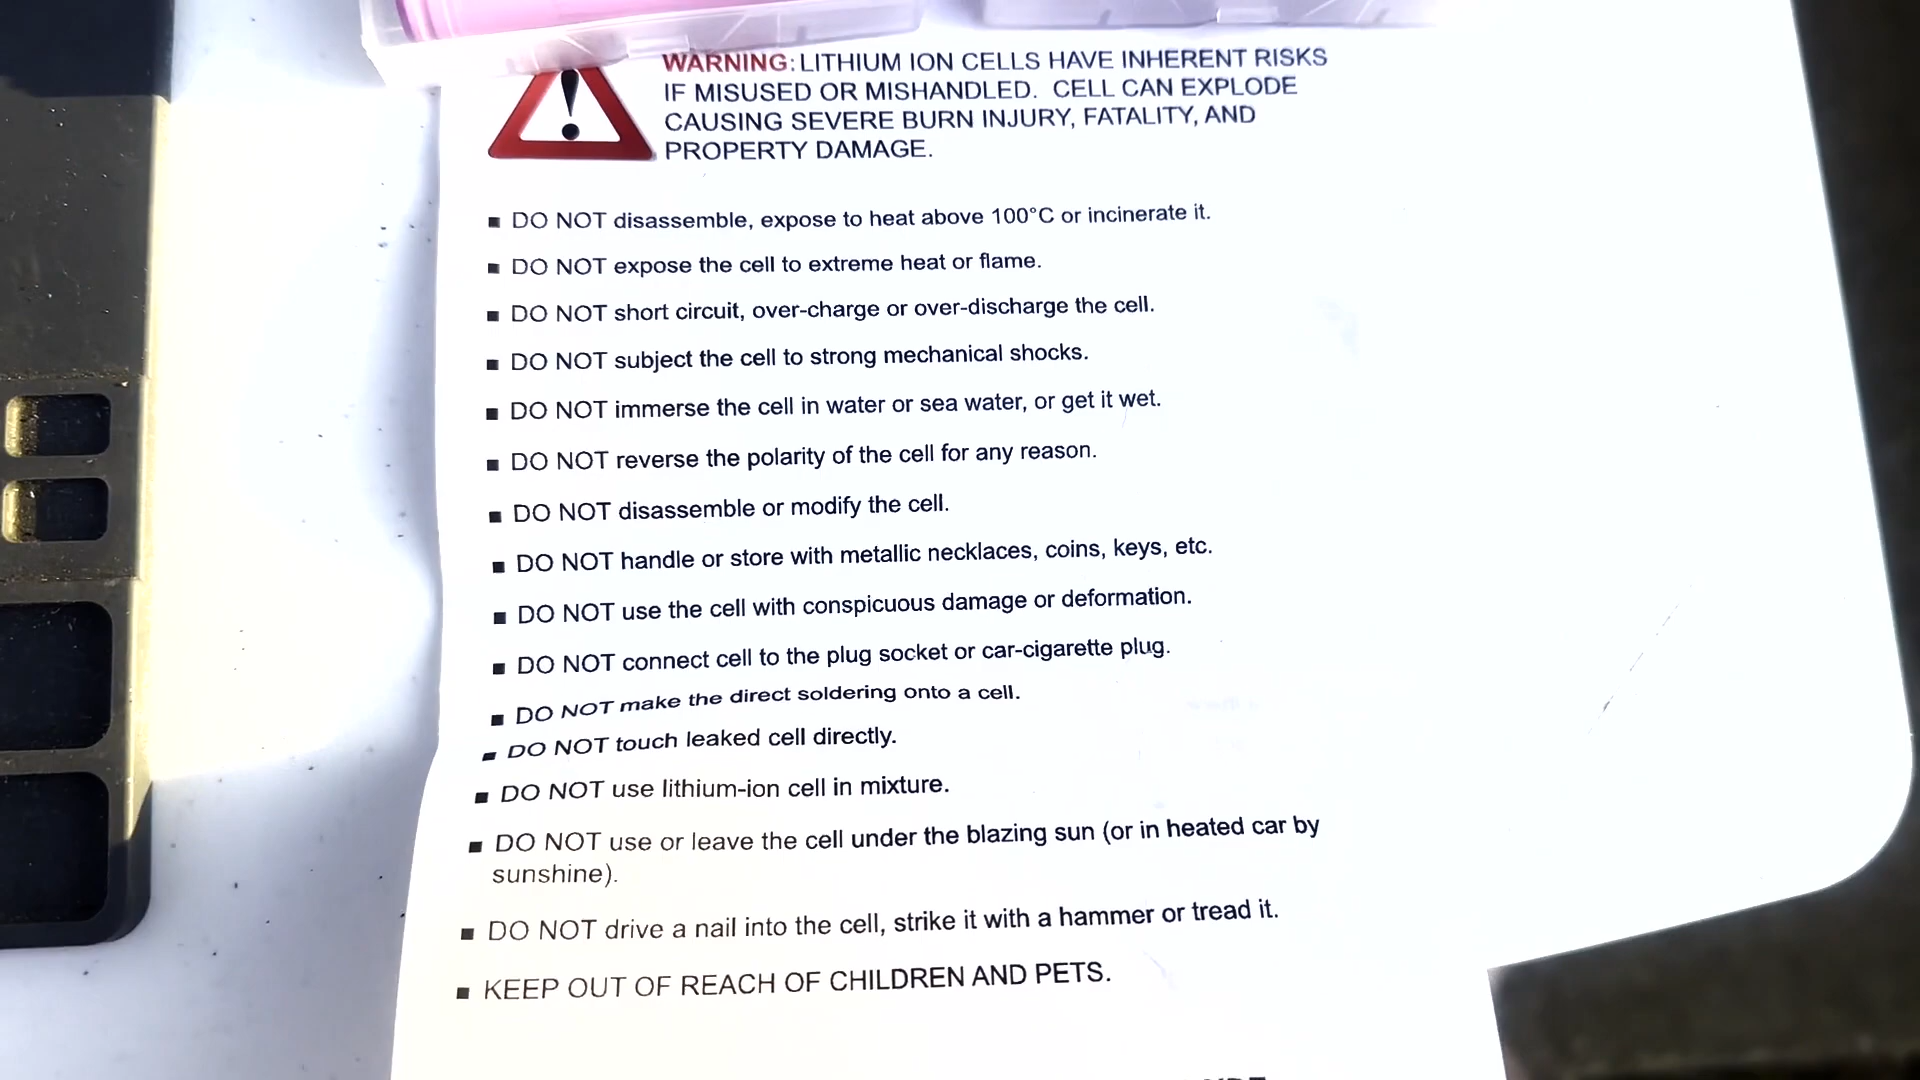 WARNING: LITHIUM ION CELLS HAVE INHERENT RISKS
IF MISUSED OR MISHANDLED. CELL CAN EXPLODE
CAUSING SEVERE BURN INJURY, FATALITY, AND
PROPERTY DAMAGE.
▪ DO NOT disassemble, expose to heat above 100°C or incinerate it.
▪ DO NOT expose the cell to extreme heat or flame.
▪ DO NOT short circuit, over-charge or over-discharge the cell.
▪ DO NOT subject the cell to strong mechanical shocks.
▪ DO NOT immerse the cell in water or sea water, or get it wet.
▪ DO NOT reverse the polarity of the cell for any reason.
▪ DO NOT disassemble or modify the cell.
▪ DO NOT handle or store with metallic necklaces, coins, keys, etc.
▪ DO NOT use the cell with conspicuous damage or deformation.
▪ DO NOT connect cell to the plug socket or car-cigarette plug.
▪ DO NOT make the direct soldering onto a cell.
▪ DO NOT touch leaked cell directly.
▪ DO NOT use lithium-ion cell in mixture.
▪ DO NOT use or leave the cell under the blazing sun (or in heated car by
sunshine).
▪ DO NOT drive a nail into the cell, strike it with a hammer or tread it.
▪ KEEP OUT OF REACH OF CHILDREN AND PETS.